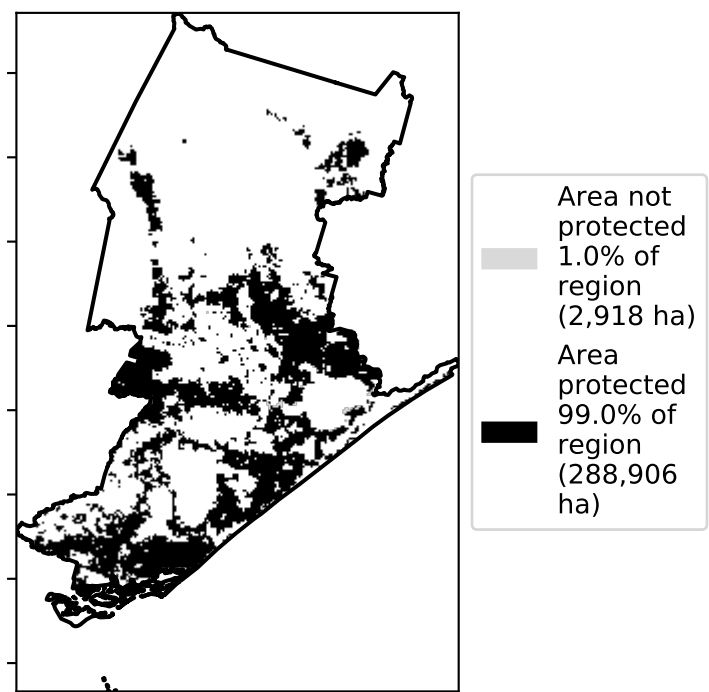 Area not
protected
1.0% of
region
(2,918 ha)
Area
protected
99.0% of
region
(288,906
ha)